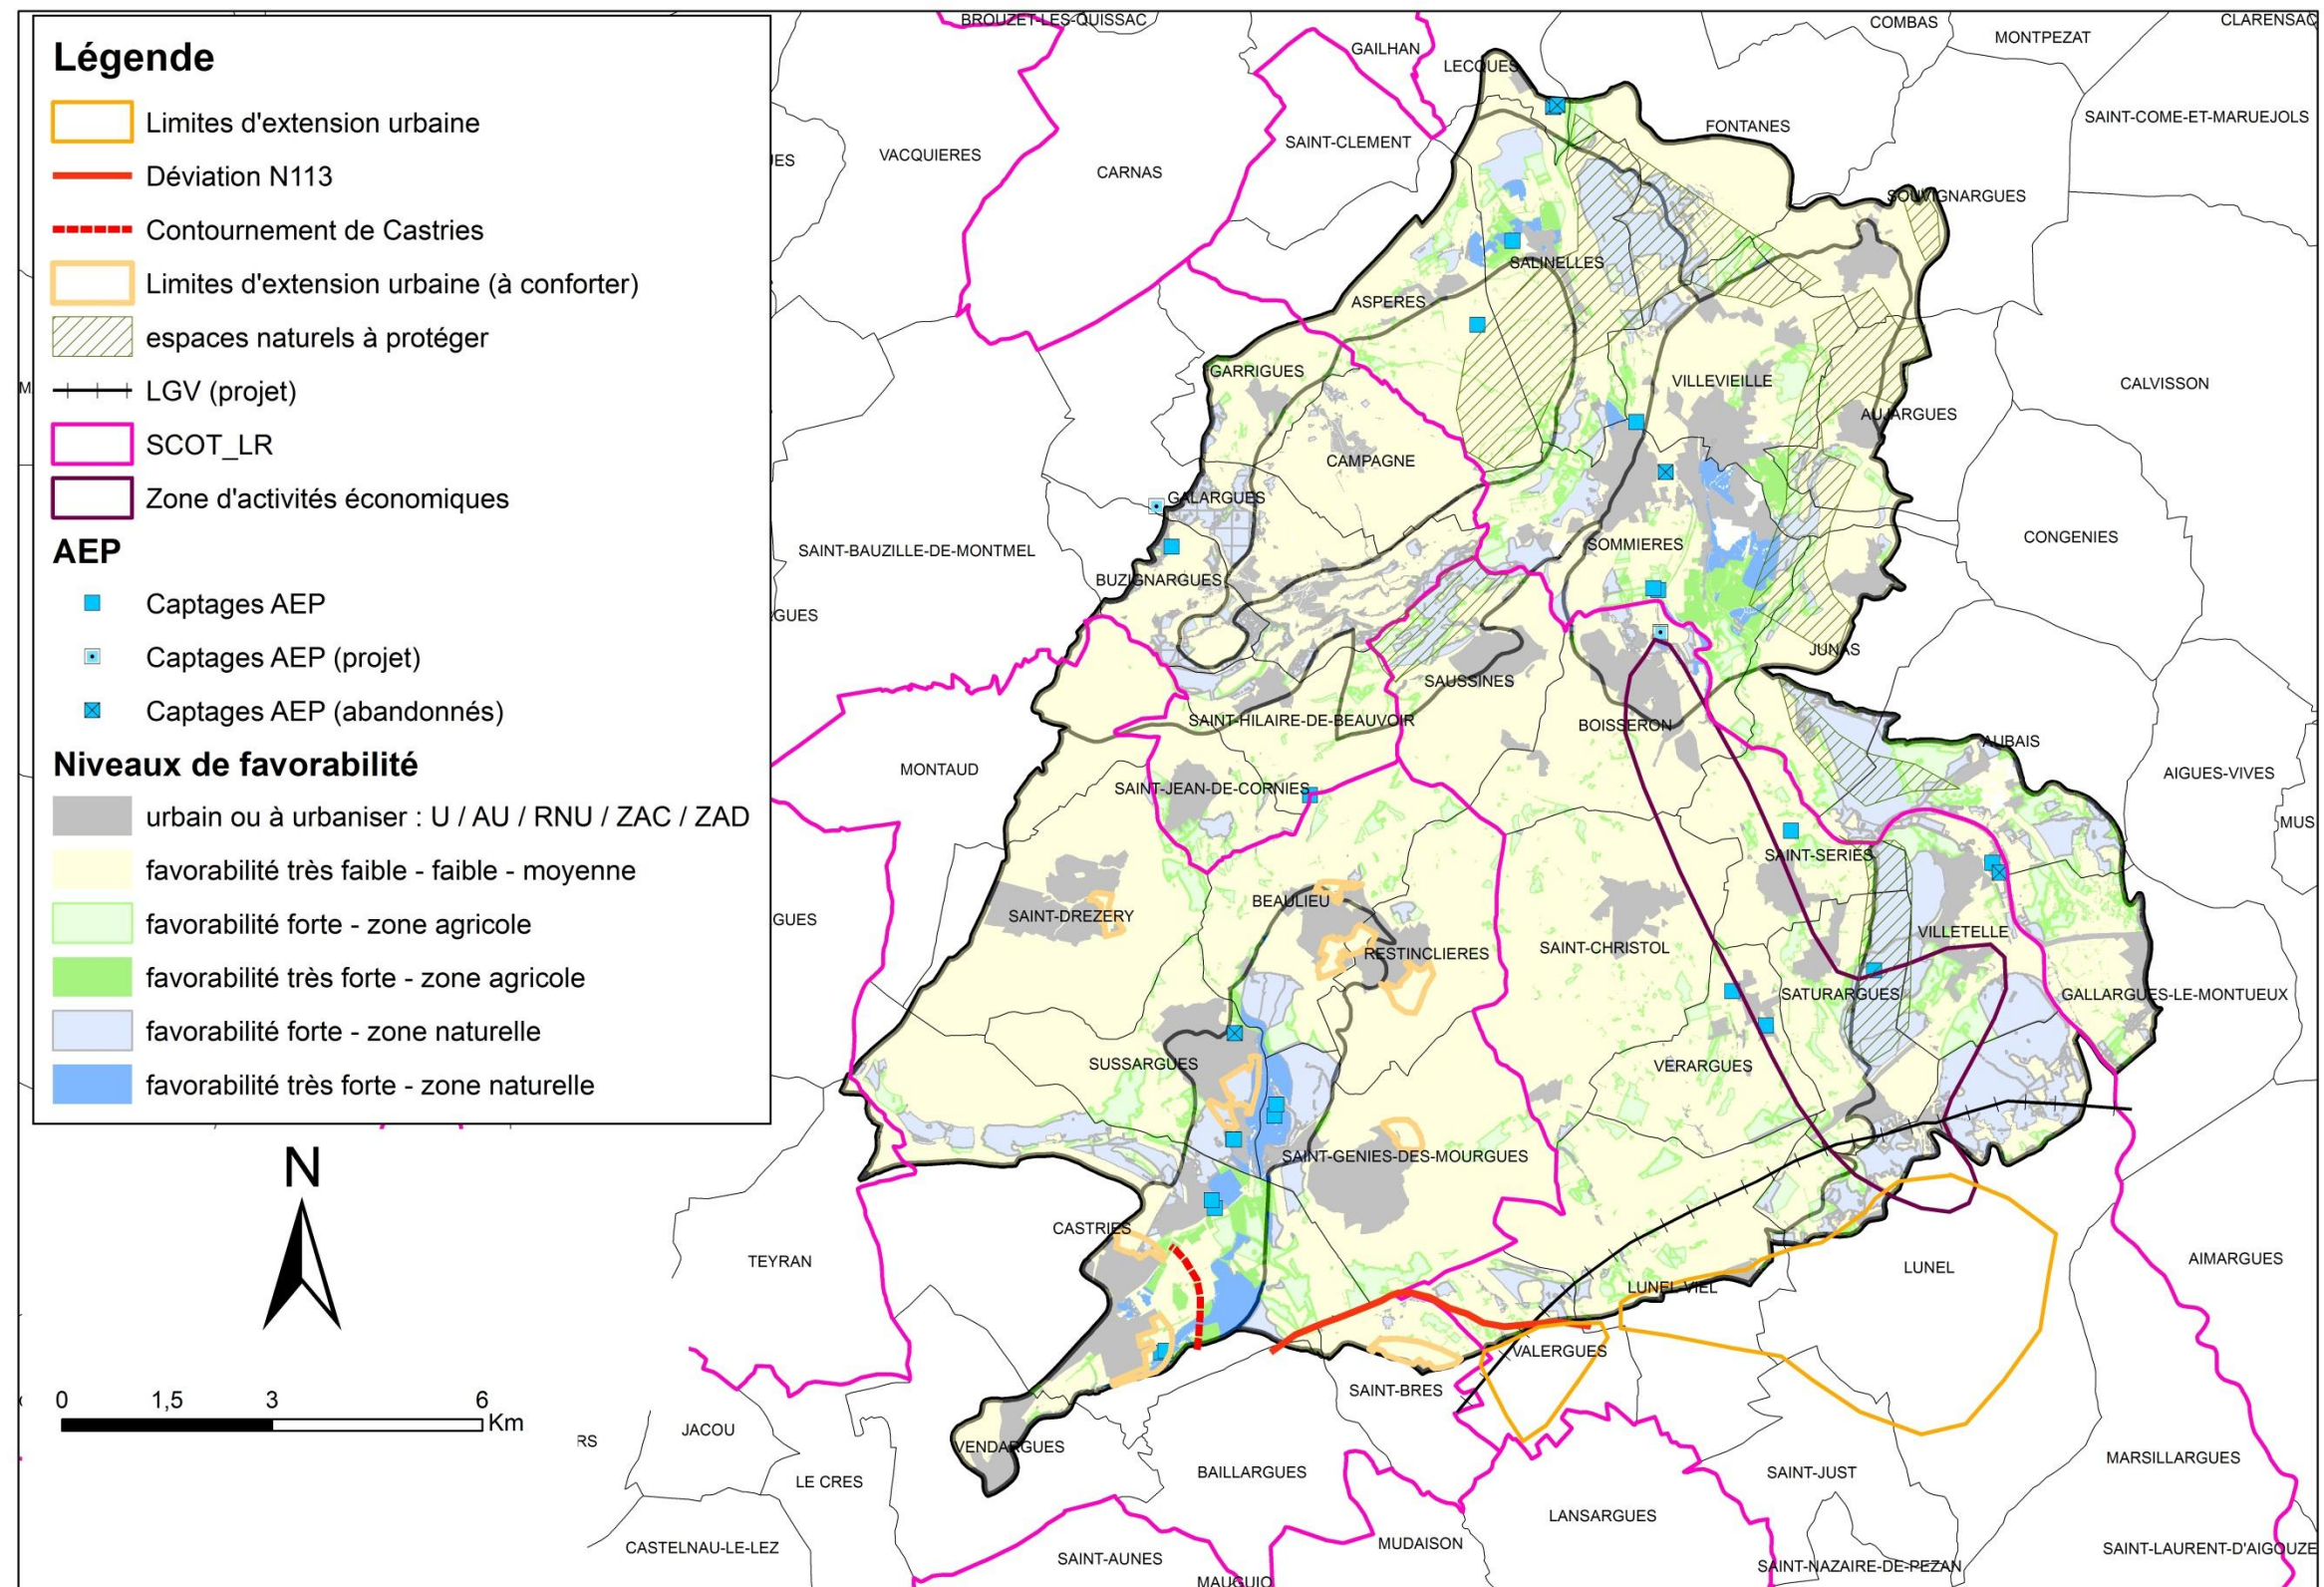 Légende
Limites d'extension urbaine
Déviation N113
Contournement de Castries
Limites d'extension urbaine (à conforter)
espaces naturels à protéger
LGV (projet)
SCOT_LR
Zone d'activités économiques
AEP
Captages AEP
Captages AEP (projet)
Captages AEP (abandonnés)
Niveaux de favorabilité
urbain ou à urbaniser : U / AU / RNU / ZAC / ZAD
favorabilité très faible - faible - moyenne
favorabilité forte - zone agricole
favorabilité très forte - zone agricole
favorabilité forte - zone naturelle
favorabilité très forte - zone naturelle
N
0 1,5 3 6
Km
BROUZET-LES-QUISSAC
COMBAS
CLARENSAC
MONTPEZAT
GAILHAN
LECQUES
SAINT-COME-ET-MARUEJOLS
FONTANES
SAINT-CLEMENT
VACQUIERES
IES
CARNAS
SOUVIGNARGUES
SALINELLES
ASPERES
GARRIGUES
VILLEVIEILLE
CALVISSON
M
AUJARGUES
CAMPAGNE
GALARGUES
CONGENIES
SOMMIERES
SAINT-BAUZILLE-DE-MONTMEL
BUZIGNARGUES
GUES
JUNAS
SAUSSINES
SAINT-HILAIRE-DE-BEAUVOIR
BOISSERON
AUBAIS
MONTAUD
AIGUES-VIVES
SAINT-JEAN-DE-CORNIES
MUS
SAINT-SERIES
BEAULIEU
SAINT-DREZERY
GUES
VILLETELLE
SAINT-CHRISTOL
RESTINCLIERES
SATURARGUES
GALLARGUES-LE-MONTUEUX
SUSSARGUES
VERARGUES
SAINT-GENIES-DES-MOURGUES
CASTRIES
TEYRAN
AIMARGUES
LUNEL
LUNEL-VIEL
VALERGUES
SAINT-BRES
JACOU
RS
VENDARGUES
MARSILLARGUES
BAILLARGUES
SAINT-JUST
LE CRES
LANSARGUES
MUDAISON
CASTELNAU-LE-LEZ
SAINT-LAURENT-D'AIGOUZE
SAINT-AUNES
SAINT-NAZAIRE-DE-PEZAN
MAUGUIO